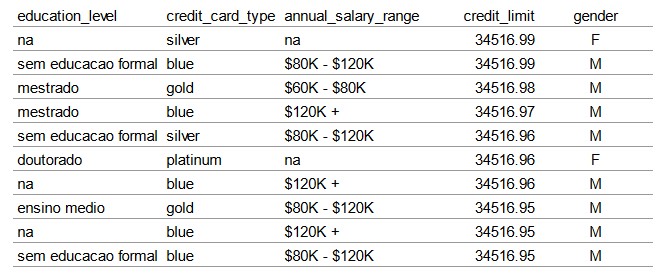 education_level credit_card_type annual_salary_range credit_limit gender
na silver na 34516.99 F
sem educacao formal blue $80K - $120K 34516.99 M
mestrado gold $60K - $80K 34516.98 M
mestrado blue $120K + 34516.97 M
sem educacao formal silver $80K - $120K 34516.96 M
doutorado platinum na 34516.96 F
na blue $120K + 34516.96 M
ensino medio gold $80K - $120K 34516.95 M
na blue $120K + 34516.95 M
sem educacao formal blue $80K - $120K 34516.95 M